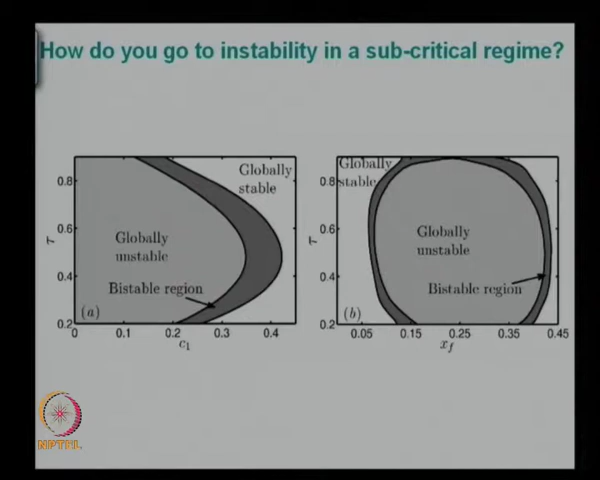 How do you go to instability in a sub-critical regime?
Globally
stable
Globally
unstable
Bistable region
(a)
τ
0.8
0.6
0.4
0.2
0
0.1
0.2
0.3
0.4
c₁
Globally
stable
Globally
unstable
Bistable region
(b)
τ
0.8
0.6
0.4
0.2
0.05
0.15
0.25
0.35
0.45
x_f
NPTEL